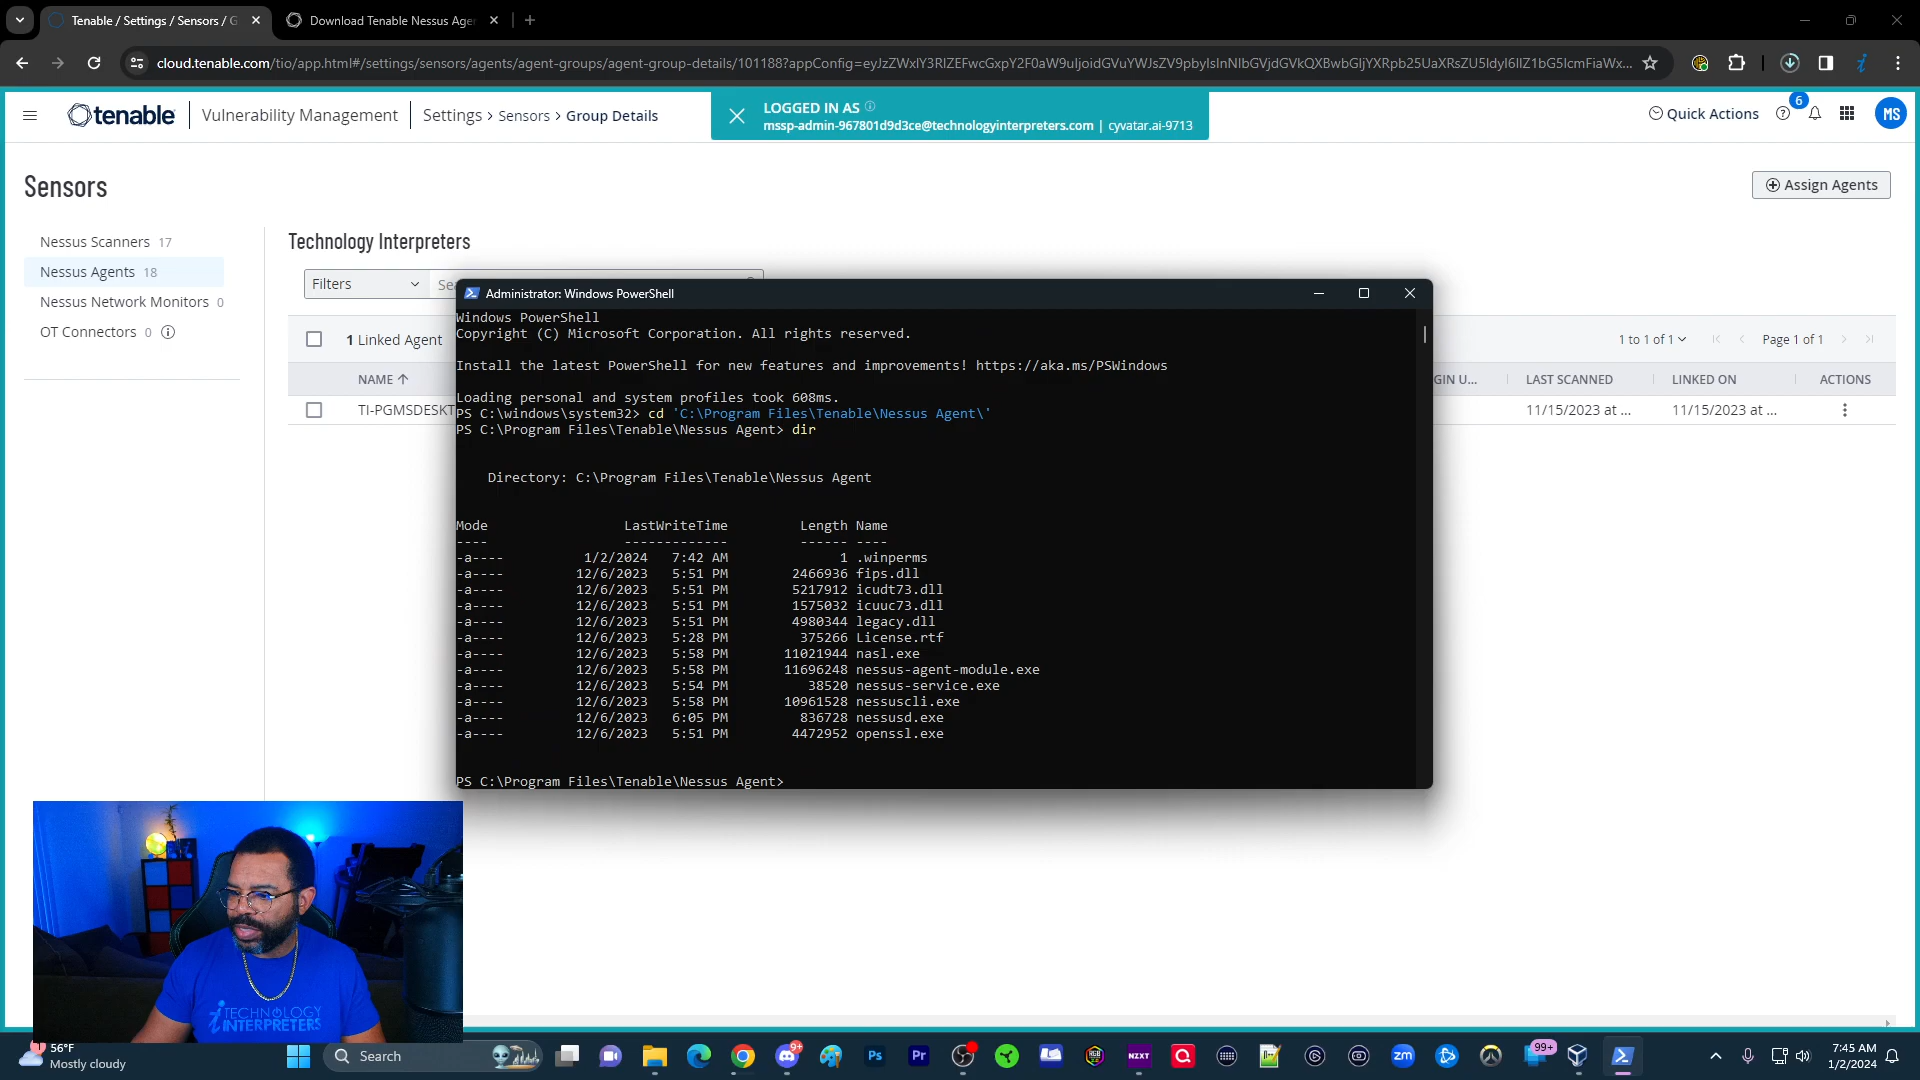 Tenable / Settings / Sensors / G
Download Tenable Nessus Age
cloud.tenable.com/tio/app.html#/settings/sensors/agents/agent-groups/agent-group-details/101188?appConfig=
tenable
Vulnerability Management
Settings > Sensors > Group Details
LOGGED IN AS
mssp-admin-967801d9d3ce@technologyinterpreters.com | cyvatar.ai-9713
Quick Actions
6
MS
Sensors
Assign Agents
Nessus Scanners 17
Nessus Agents 18
Nessus Network Monitors 0
OT Connectors 0
Technology Interpreters
Filters
Sea
1 Linked Agent
1 to 1 of 1
Page 1 of 1
NAME
GIN U...
LAST SCANNED
LINKED ON
ACTIONS
TI-PGMSDESKT
11/15/2023 at ...
11/15/2023 at ...
Administrator: Windows PowerShell
Windows PowerShell
Copyright (C) Microsoft Corporation. All rights reserved.
Install the latest PowerShell for new features and improvements! https://aka.ms/PSWindows
Loading personal and system profiles took 608ms.
PS C:\windows\system32> cd 'C:\Program Files\Tenable\Nessus Agent\'
PS C:\Program Files\Tenable\Nessus Agent> dir
Directory: C:\Program Files\Tenable\Nessus Agent
Mode LastWriteTime Length Name
---- ------------- ------ ----
-a---- 1/2/2024 7:42 AM 1 .winperms
-a---- 12/6/2023 5:51 PM 2466936 fips.dll
-a---- 12/6/2023 5:51 PM 5217912 icudt73.dll
-a---- 12/6/2023 5:51 PM 1575032 icuuc73.dll
-a---- 12/6/2023 5:51 PM 4980344 legacy.dll
-a---- 12/6/2023 5:28 PM 375266 License.rtf
-a---- 12/6/2023 5:58 PM 11021944 nasl.exe
-a---- 12/6/2023 5:58 PM 11696248 nessus-agent-module.exe
-a---- 12/6/2023 5:54 PM 38520 nessus-service.exe
-a---- 12/6/2023 5:58 PM 10961528 nessuscli.exe
-a---- 12/6/2023 6:05 PM 836728 nessusd.exe
-a---- 12/6/2023 5:51 PM 4472952 openssl.exe
PS C:\Program Files\Tenable\Nessus Agent>
TECHNOLOGY
INTERPRETERS
56°F
Mostly cloudy
Search
9+
Ps
Pr
NZXT
zm
99+
7:45 AM
1/2/2024